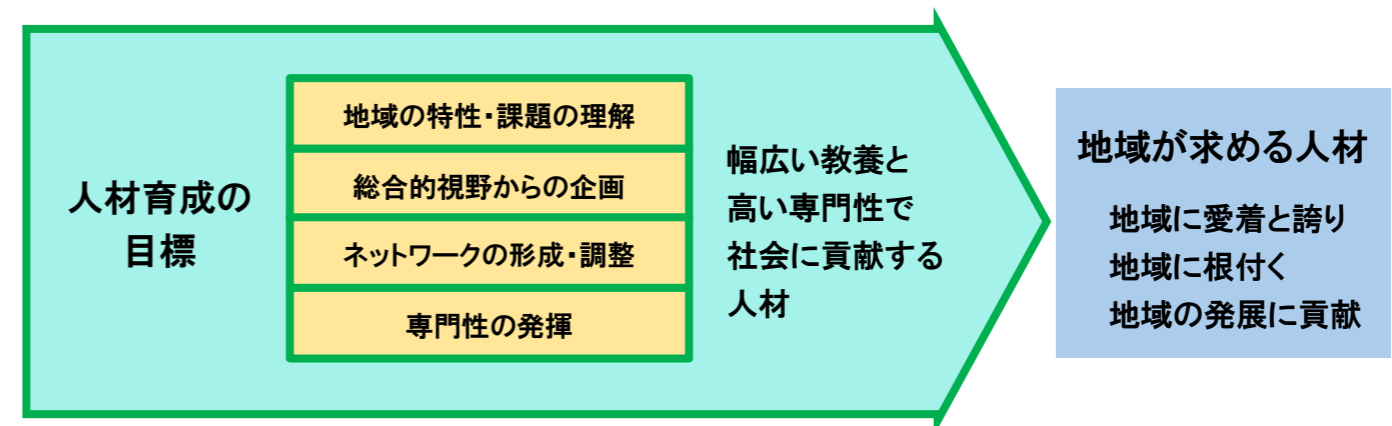 人材育成の
目標
地域の特性・課題の理解
総合的視野からの企画
ネットワークの形成・調整
専門性の発揮
幅広い教養と
高い専門性で
社会に貢献する
人材
地域が求める人材
地域に愛着と誇り
地域に根付く
地域の発展に貢献